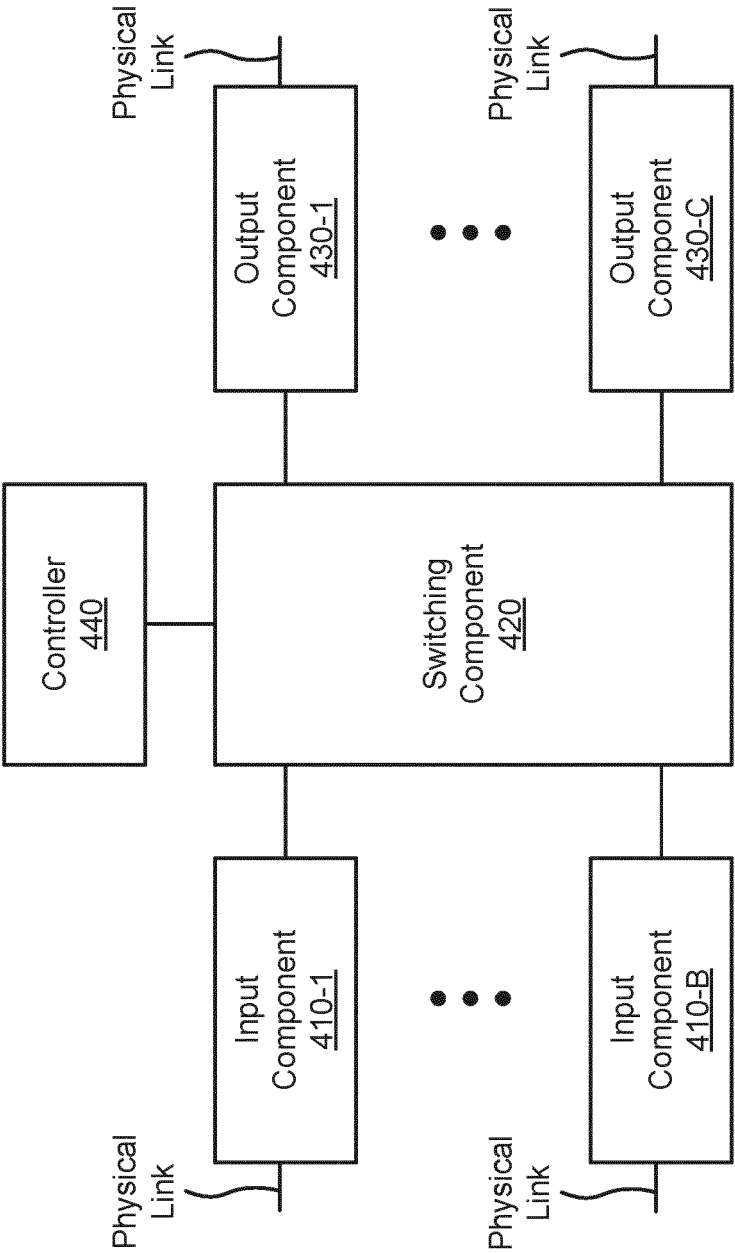 Controller
440
Physical
Link
Input
Component
410-1
Switching
Component
420
Output
Component
430-1
Physical
Link
Physical
Link
Input
Component
410-B
Output
Component
430-C
Physical
Link